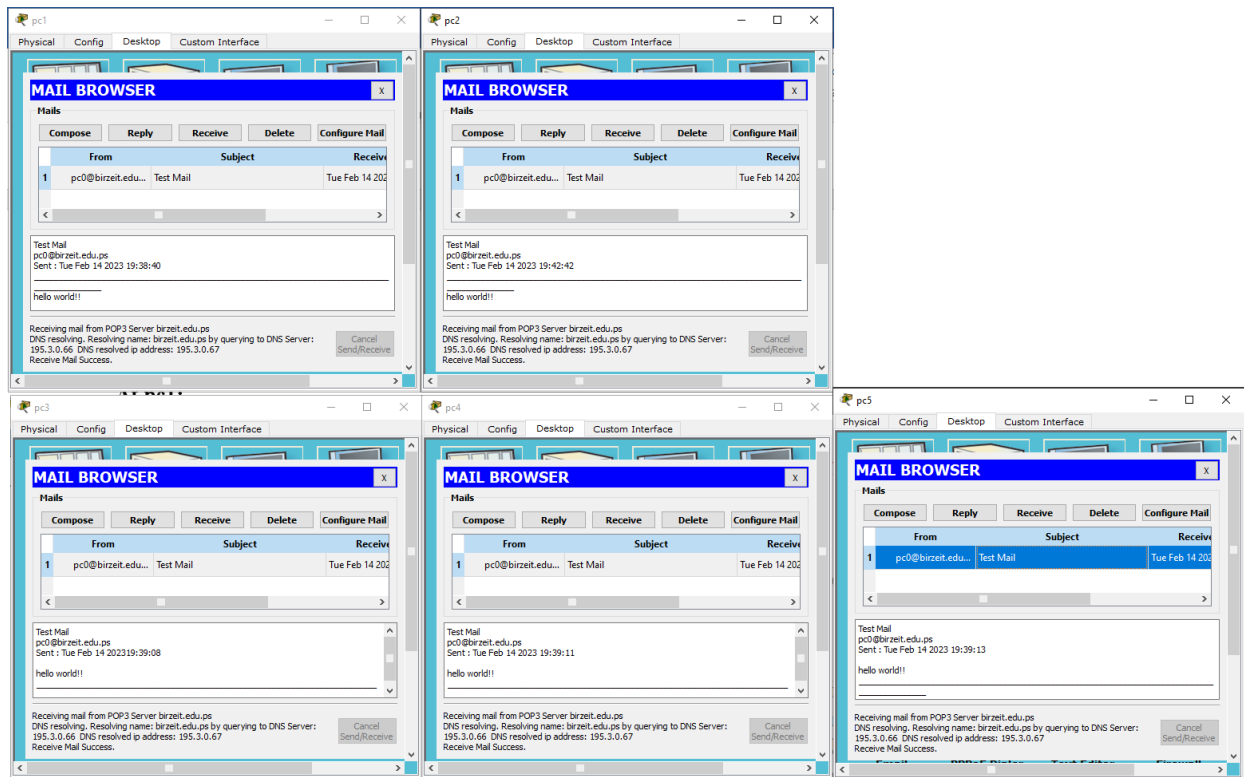 pc1
Physical Config Desktop Custom Interface
MAIL BROWSER X
Mails
Compose Reply Receive Delete Configure Mail
From Subject Receive
1 pc0@birzeit.edu... Test Mail Tue Feb 14 202
Test Mail
pc0@birzeit.edu.ps
Sent : Tue Feb 14 2023 19:38:40
hello world!!
Receiving mail from POP3 Server birzeit.edu.ps
DNS resolving. Resolving name: birzeit.edu.ps by querying to DNS Server:
195.3.0.66 DNS resolved ip address: 195.3.0.67
Receive Mail Success.
Cancel
Send/Receive
pc2
Physical Config Desktop Custom Interface
MAIL BROWSER X
Mails
Compose Reply Receive Delete Configure Mail
From Subject Receive
1 pc0@birzeit.edu... Test Mail Tue Feb 14 202
Test Mail
pc0@birzeit.edu.ps
Sent : Tue Feb 14 2023 19:42:42
hello world!!
Receiving mail from POP3 Server birzeit.edu.ps
DNS resolving. Resolving name: birzeit.edu.ps by querying to DNS Server:
195.3.0.66 DNS resolved ip address: 195.3.0.67
Receive Mail Success.
Cancel
Send/Receive
pc3
Physical Config Desktop Custom Interface
MAIL BROWSER X
Mails
Compose Reply Receive Delete Configure Mail
From Subject Receive
1 pc0@birzeit.edu... Test Mail Tue Feb 14 202
Test Mail
pc0@birzeit.edu.ps
Sent : Tue Feb 14 202319:39:08
hello world!!
Receiving mail from POP3 Server birzeit.edu.ps
DNS resolving. Resolving name: birzeit.edu.ps by querying to DNS Server:
195.3.0.66 DNS resolved ip address: 195.3.0.67
Receive Mail Success.
Cancel
Send/Receive
pc4
Physical Config Desktop Custom Interface
MAIL BROWSER X
Mails
Compose Reply Receive Delete Configure Mail
From Subject Receive
1 pc0@birzeit.edu... Test Mail Tue Feb 14 202
Test Mail
pc0@birzeit.edu.ps
Sent : Tue Feb 14 2023 19:39:11
hello world!!
Receiving mail from POP3 Server birzeit.edu.ps
DNS resolving. Resolving name: birzeit.edu.ps by querying to DNS Server:
195.3.0.66 DNS resolved ip address: 195.3.0.67
Receive Mail Success.
Cancel
Send/Receive
pc5
Physical Config Desktop Custom Interface
MAIL BROWSER X
Mails
Compose Reply Receive Delete Configure Mail
From Subject Receive
1 pc0@birzeit.edu... Test Mail Tue Feb 14 202
Test Mail
pc0@birzeit.edu.ps
Sent : Tue Feb 14 2023 19:39:13
hello world!!
Receiving mail from POP3 Server birzeit.edu.ps
DNS resolving. Resolving name: birzeit.edu.ps by querying to DNS Server:
195.3.0.66 DNS resolved ip address: 195.3.0.67
Receive Mail Success.
Cancel
Send/Receive